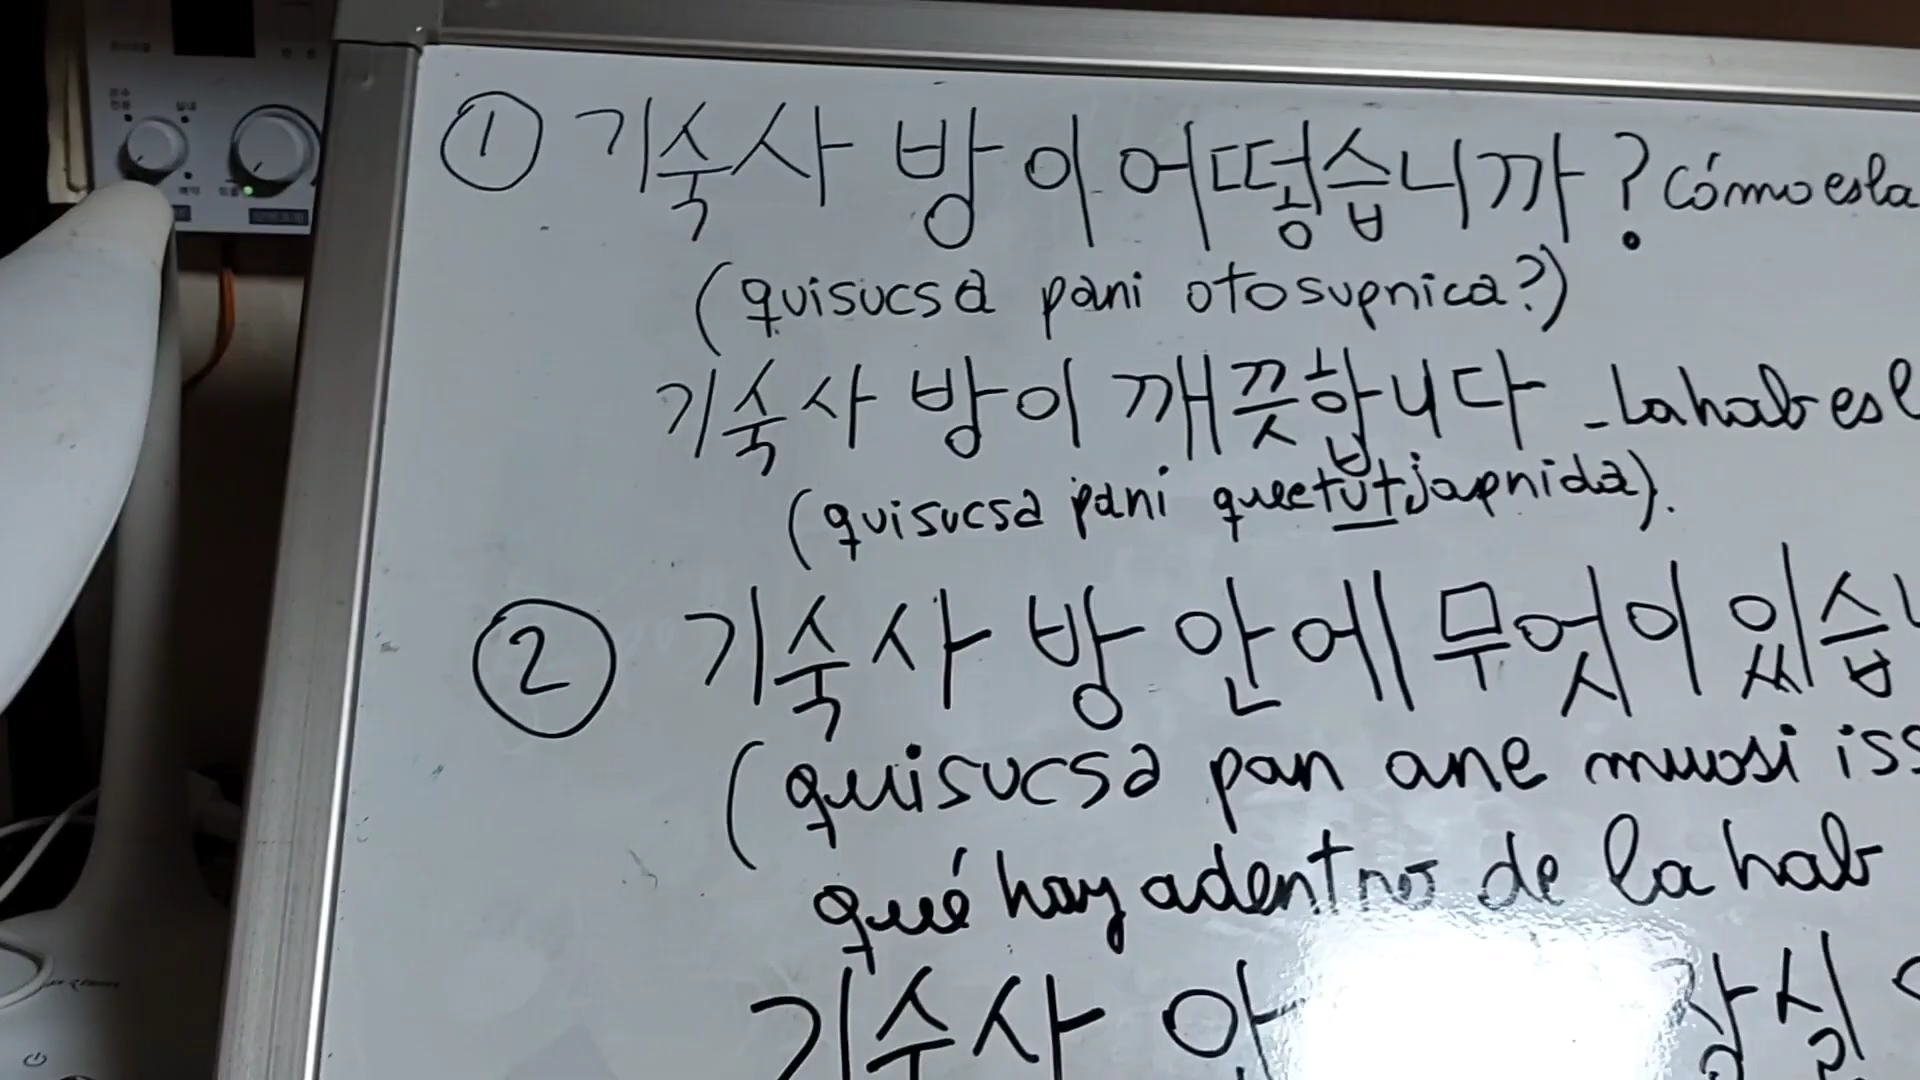 ① 기숙사 방이 어떻습니까? Cómo es la
(quisucsa pani otosupnica?)
기숙사 방이 깨끗합니다 - La hab es
(quisucsa pani queetutjapnida).
② 기숙사 방 안에 무엇이 있습
(quisucsa pan ane muosi iss
qué hay adentro de la hab
기숙사